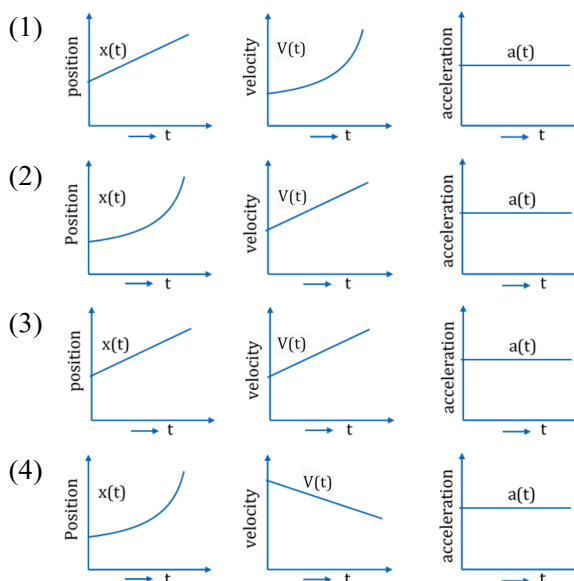 (1)
position
x(t)
t
velocity
V(t)
t
acceleration
a(t)
t
(2)
Position
x(t)
t
velocity
V(t)
t
acceleration
a(t)
t
(3)
position
x(t)
t
velocity
V(t)
t
acceleration
a(t)
t
(4)
Position
x(t)
t
velocity
V(t)
t
acceleration
a(t)
t